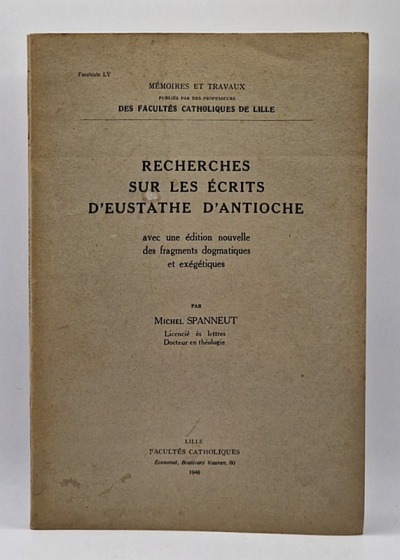 Fascicule LV
MÉMOIRES ET TRAVAUX
PUBLIÉS PAR DES PROFESSEURS
DES FACULTÉS CATHOLIQUES DE LILLE
RECHERCHES
SUR LES ÉCRITS
D'EUSTATHE D'ANTIOCHE
avec une édition nouvelle
des fragments dogmatiques
et exégétiques
PAR
MICHEL SPANNEUT
Licencié ès lettres
Docteur en théologie
LILLE
FACULTÉS CATHOLIQUES
Économat, Boulevard Vauban, 60
1948